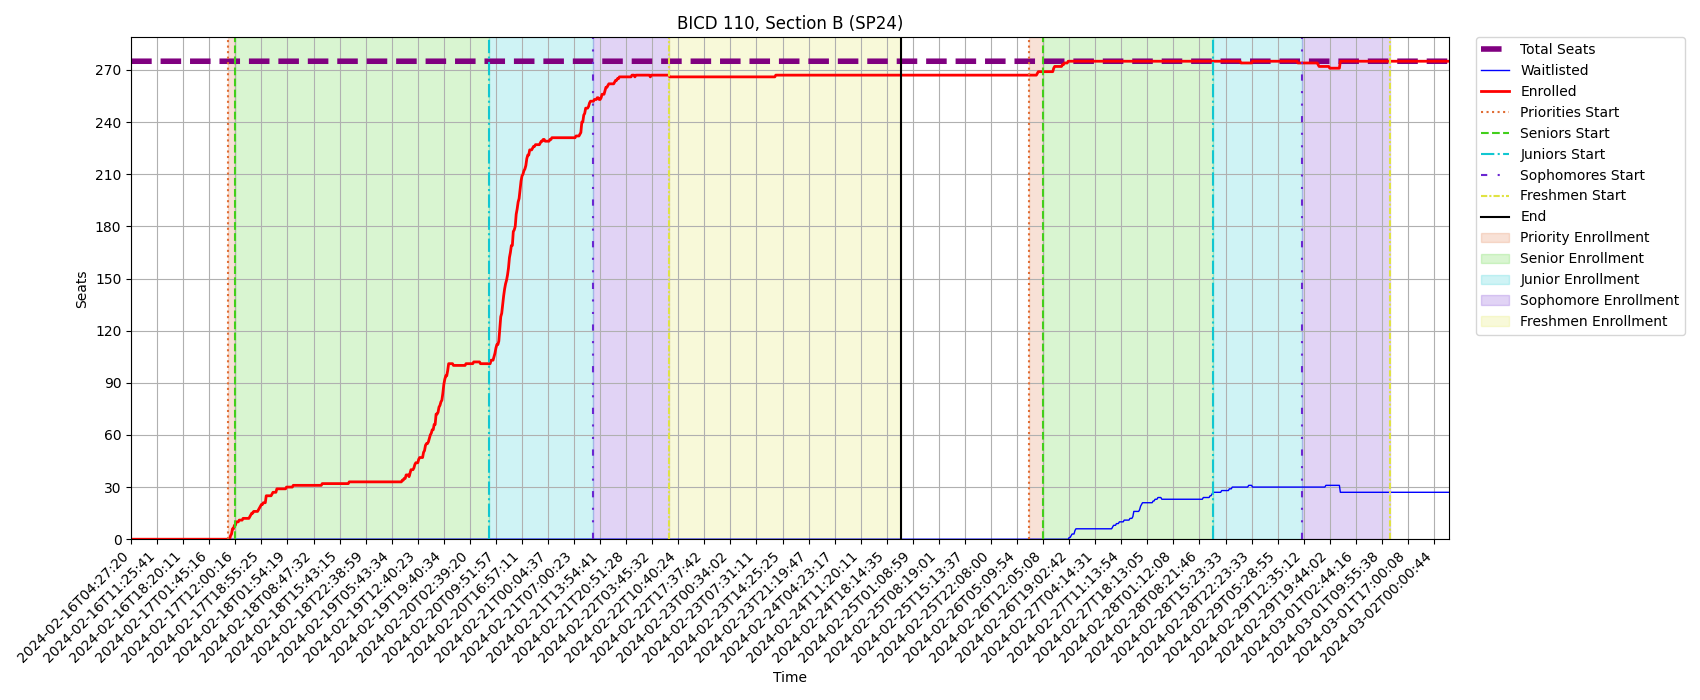 BICD 110, Section B (SP24)
Seats
270
240
210
180
150
120
90
60
30
0
2024-02-16T04:27:20
2024-02-16T11:25:41
2024-02-16T18:20:11
2024-02-17T01:45:16
2024-02-17T12:00:16
2024-02-17T18:55:25
2024-02-18T01:54:19
2024-02-18T08:47:32
2024-02-18T15:43:15
2024-02-18T22:38:59
2024-02-19T05:43:34
2024-02-19T12:40:23
2024-02-19T19:40:34
2024-02-20T02:39:20
2024-02-20T09:51:57
2024-02-20T16:57:11
2024-02-21T00:04:37
2024-02-21T07:00:23
2024-02-21T13:54:41
2024-02-21T20:51:28
2024-02-22T03:45:32
2024-02-22T10:40:24
2024-02-22T17:37:42
2024-02-23T00:34:02
2024-02-23T07:31:11
2024-02-23T14:25:25
2024-02-23T21:19:47
2024-02-24T04:23:17
2024-02-24T11:20:11
2024-02-24T18:14:35
2024-02-25T01:08:59
2024-02-25T08:19:01
2024-02-25T15:13:37
2024-02-25T22:08:00
2024-02-26T05:09:54
2024-02-26T12:05:08
2024-02-26T19:02:42
2024-02-27T04:14:31
2024-02-27T11:13:54
2024-02-27T18:13:05
2024-02-28T01:12:08
2024-02-28T08:21:46
2024-02-28T15:23:33
2024-02-28T22:23:33
2024-02-29T05:28:55
2024-02-29T12:35:12
2024-02-29T19:44:02
2024-03-01T02:44:16
2024-03-01T09:55:38
2024-03-01T17:00:08
2024-03-02T00:00:44
Time
Total Seats
Waitlisted
Enrolled
Priorities Start
Seniors Start
Juniors Start
Sophomores Start
Freshmen Start
End
Priority Enrollment
Senior Enrollment
Junior Enrollment
Sophomore Enrollment
Freshmen Enrollment